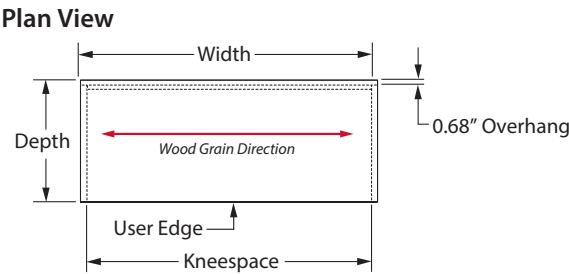 Plan View
Width
Depth
0.68” Overhang
Wood Grain Direction
User Edge
Kneespace